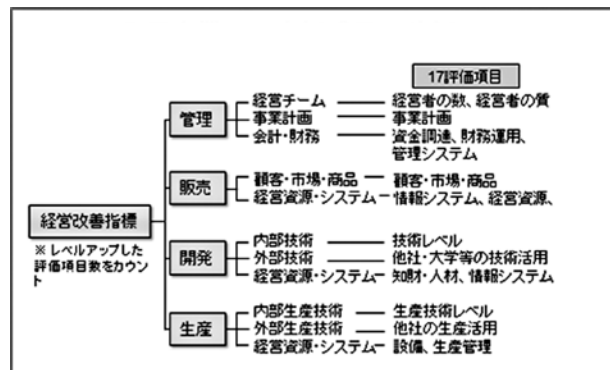 17評価項目
管理
経営チーム 経営者の数、経営者の質
事業計画 事業計画
会計・財務 資金調達、財務運用、
管理システム
販売
顧客・市場・商品 顧客・市場・商品
経営資源・システム 情報システム、経営資源、
経営改善指標
※ レベルアップした
評価項目数をカウン
ト
開発
内部技術 技術レベル
外部技術 他社・大学等の技術活用
経営資源・システム 知財・人材、情報システム
生産
内部生産技術 生産技術レベル
外部生産技術 他社の生産活用
経営資源・システム 設備、生産管理